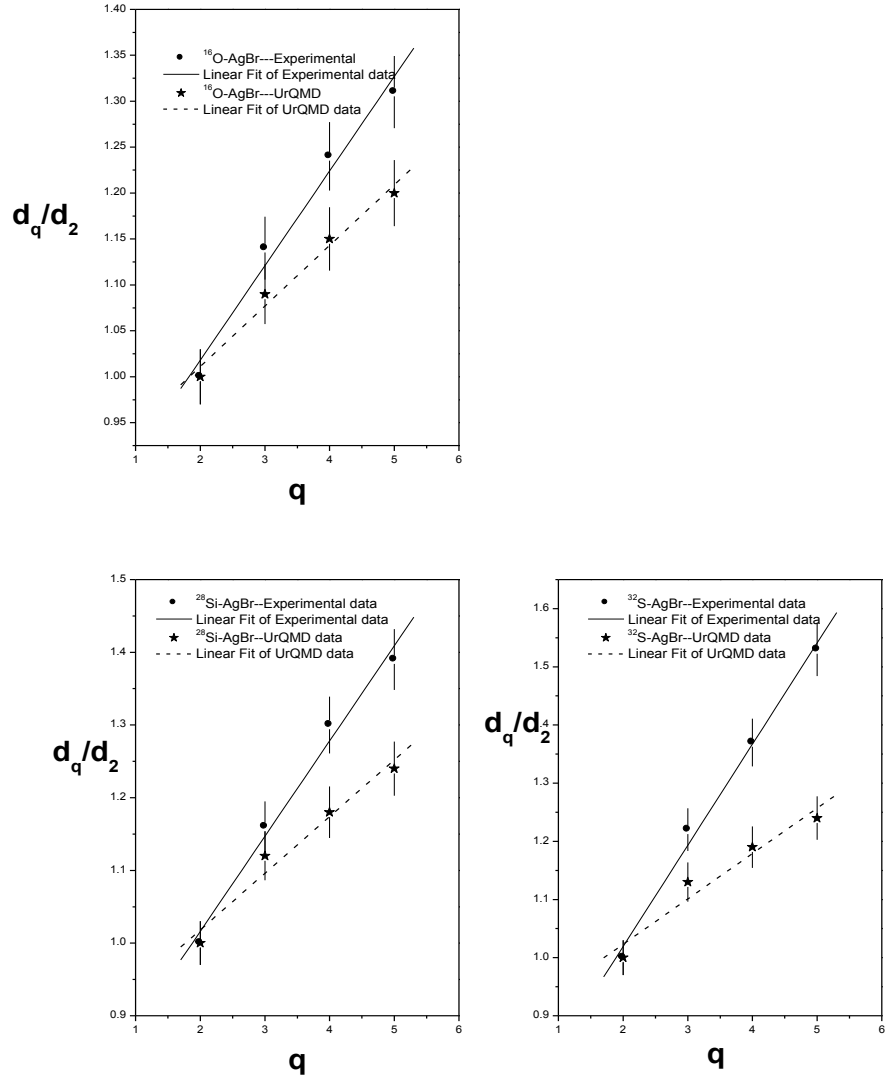 1.40
1.35
1.30
1.25
1.20
1.15
1.10
1.05
1.00
0.95
¹⁶O-AgBr---Experimental
Linear Fit of Experimental data
¹⁶O-AgBr---UrQMD
Linear Fit of UrQMD data
d_q/d_2
1 2 3 4 5 6
q
1.5
1.4
1.3
1.2
1.1
1.0
0.9
²⁸Si-AgBr--Experimental data
Linear Fit of Experimental data
²⁸Si-AgBr--UrQMD data
Linear Fit of UrQMD data
d_q/d_2
1 2 3 4 5 6
q
1.6
1.5
1.4
1.3
1.2
1.1
1.0
0.9
³²S-AgBr--Experimental data
Linear Fit of Experimental data
³²S-AgBr--UrQMD data
Linear Fit of UrQMD data
d_q/d_2
1 2 3 4 5 6
q